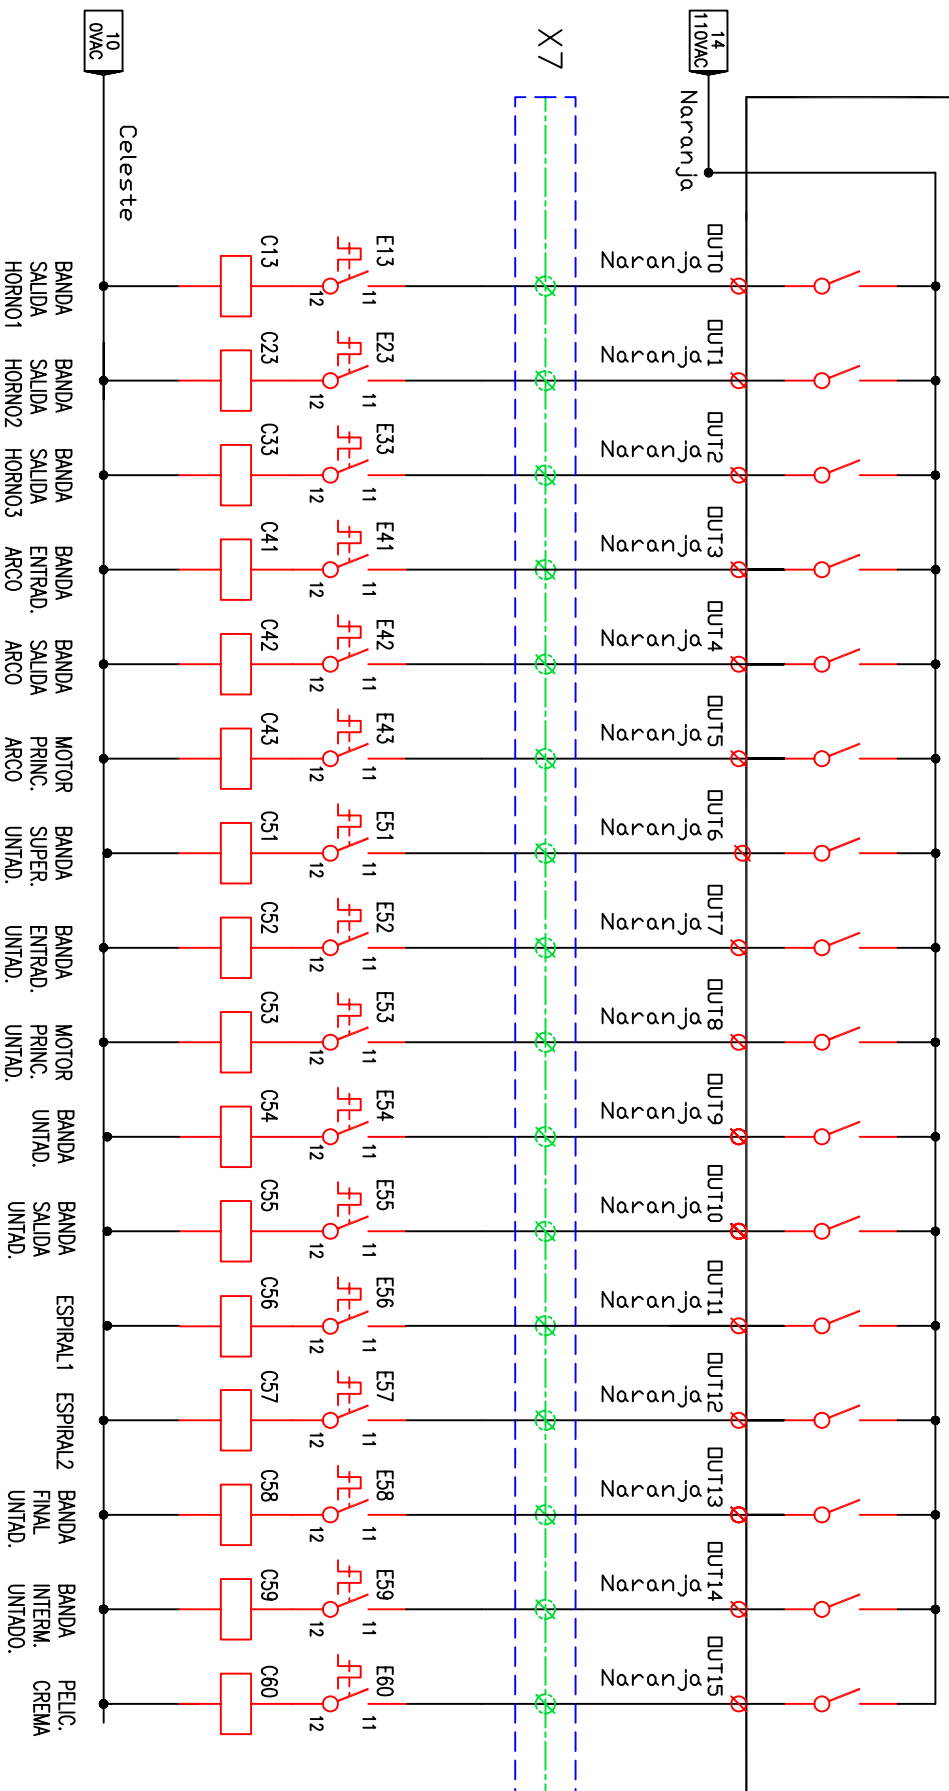 14
110VAC
Naranja
10
0VAC
Celeste
X7
OUT0
Naranja
E13
11
12
C13
BANDA
SALIDA
HORNO1
OUT1
Naranja
E23
11
12
C23
BANDA
SALIDA
HORNO2
OUT2
Naranja
E33
11
12
C33
BANDA
SALIDA
HORNO3
OUT3
Naranja
E41
11
12
C41
BANDA
ENTRAD.
ARCO
OUT4
Naranja
E42
11
12
C42
BANDA
SALIDA
ARCO
OUT5
Naranja
E43
11
12
C43
MOTOR
PRINC.
ARCO
OUT6
Naranja
E51
11
12
C51
BANDA
SUPER.
UNTAD.
OUT7
Naranja
E52
11
12
C52
BANDA
ENTRAD.
UNTAD.
OUT8
Naranja
E53
11
12
C53
MOTOR
PRINC.
UNTAD.
OUT9
Naranja
E54
11
12
C54
BANDA
UNTAD.
OUT10
Naranja
E55
11
12
C55
BANDA
SALIDA
UNTAD.
OUT11
Naranja
E56
11
12
C56
ESPIRAL1
OUT12
Naranja
E57
11
12
C57
ESPIRAL2
OUT13
Naranja
E58
11
12
C58
BANDA
FINAL
UNTAD.
OUT14
Naranja
E59
11
12
C59
BANDA
INTERM.
UNTADO.
OUT15
Naranja
E60
11
12
C60
PELIC.
CREMA